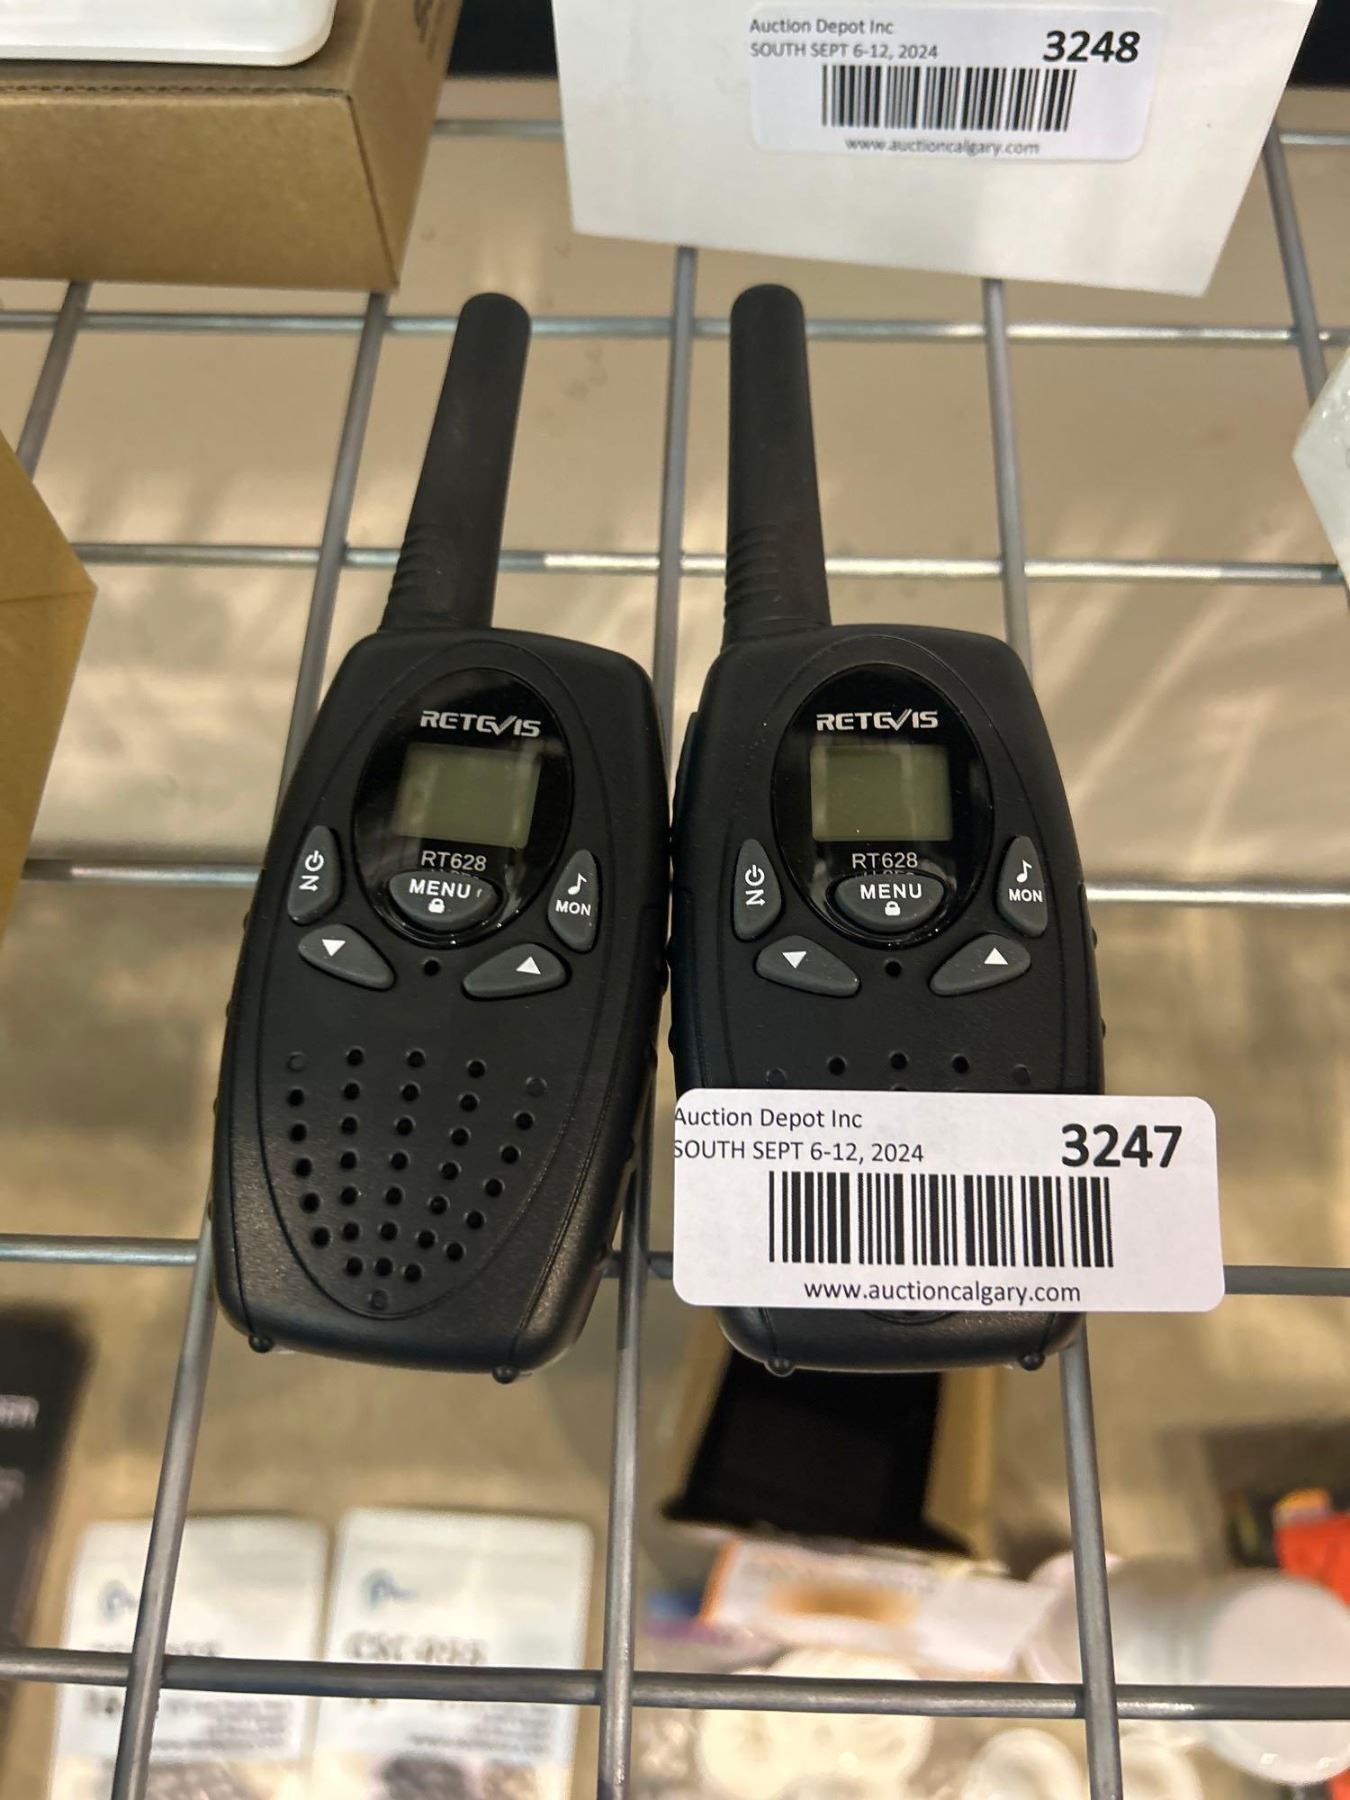 Auction Depot Inc
SOUTH SEPT 6-12, 2024
3248
www.auctioncalgary.com
RETEVIS
RT628
MENU
MON
RETEVIS
RT628
MENU
MON
Auction Depot Inc
SOUTH SEPT 6-12, 2024
3247
www.auctioncalgary.com